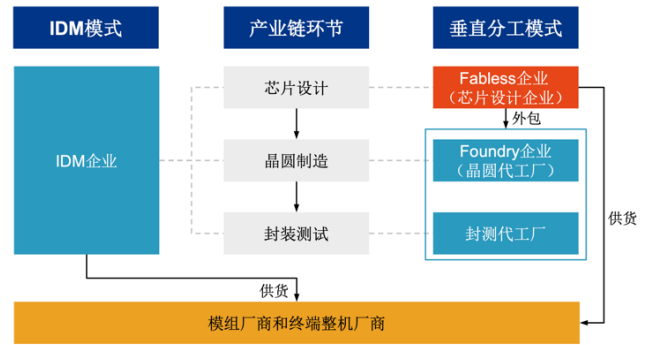 IDM模式
产业链环节
垂直分工模式
IDM企业
芯片设计
晶圆制造
封装测试
Fabless企业
（芯片设计企业）
外包
Foundry企业
（晶圆代工厂）
封测代工厂
供货
供货
模组厂商和终端整机厂商